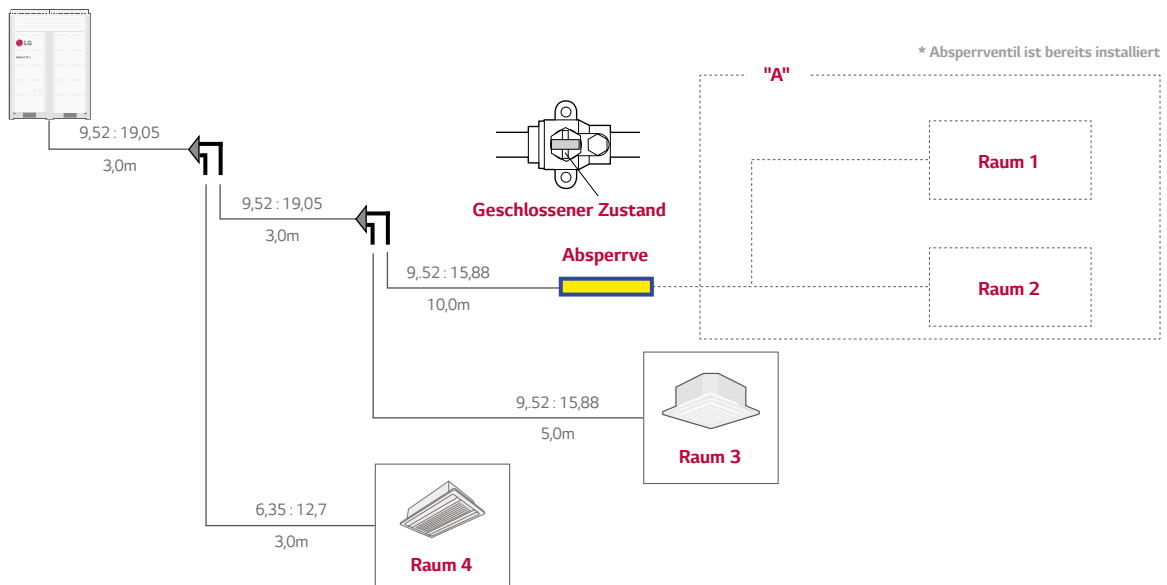 LG
* Absperrventil ist bereits installiert
"A"
9,52 : 19,05
3,0m
Raum 1
Geschlossener Zustand
9,52 : 19,05
3,0m
Absperrve
9,.52 : 15,88
10,0m
Raum 2
9,.52 : 15,88
5,0m
Raum 3
6,35 : 12,7
3,0m
Raum 4